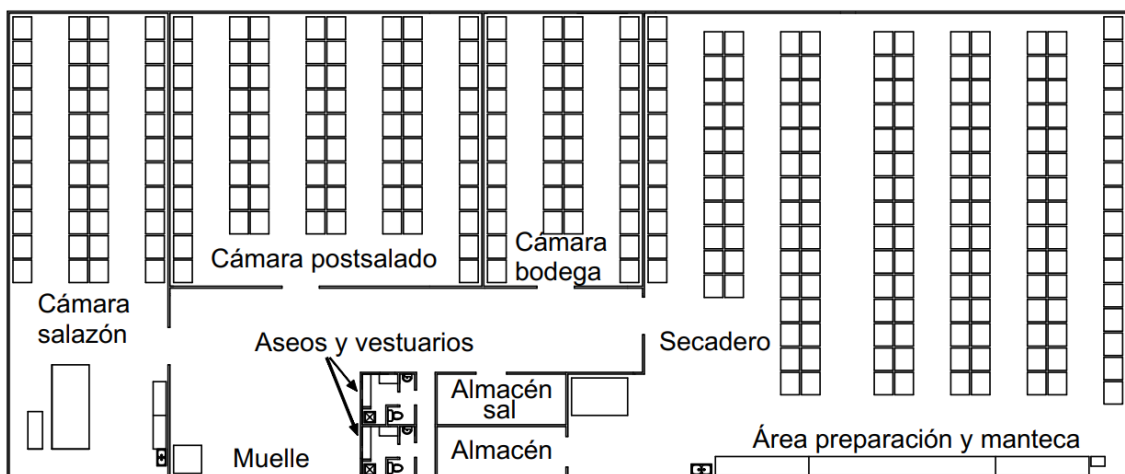 Cámara postsalado
Cámara
bodega
Cámara
salazón
Aseos y vestuarios
Secadero
Almacén
sal
Muelle
Almacén
Área preparación y manteca